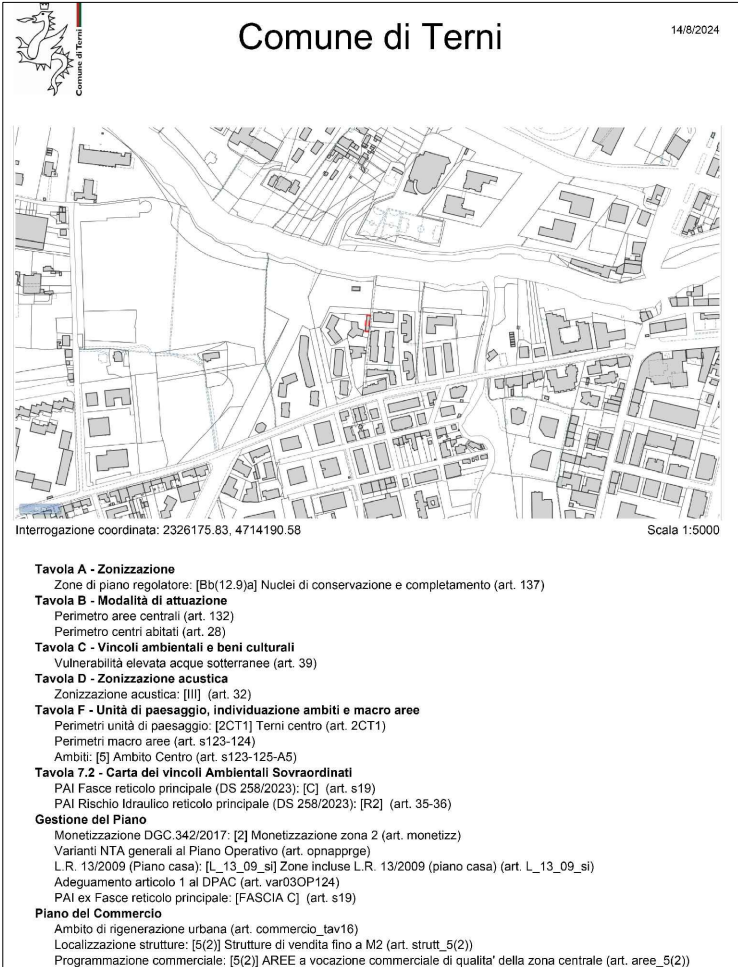 Comune di Terni
Comune di Terni
14/8/2024
Interrogazione coordinata: 2326175.83, 4714190.58
Scala 1:5000
Tavola A - Zonizzazione
Zone di piano regolatore: [Bb(12.9)a] Nuclei di conservazione e completamento (art. 137)
Tavola B - Modalità di attuazione
Perimetro aree centrali (art. 132)
Perimetro centri abitati (art. 28)
Tavola C - Vincoli ambientali e beni culturali
Vulnerabilità elevata acque sotterranee (art. 39)
Tavola D - Zonizzazione acustica
Zonizzazione acustica: [III] (art. 32)
Tavola F - Unità di paesaggio, individuazione ambiti e macro aree
Perimetri unità di paesaggio: [2CT1] Terni centro (art. 2CT1)
Perimetri macro aree (art. s123-124)
Ambiti: [5] Ambito Centro (art. s123-125-A5)
Tavola 7.2 - Carta dei vincoli Ambientali Sovraordinati
PAI Fasce reticolo principale (DS 258/2023): [C] (art. s19)
PAI Rischio Idraulico reticolo principale (DS 258/2023): [R2] (art. 35-36)
Gestione del Piano
Monetizzazione DGC.342/2017: [2] Monetizzazione zona 2 (art. monetizz)
Varianti NTA generali al Piano Operativo (art. opnapprge)
L.R. 13/2009 (Piano casa): [L_13_09_si] Zone incluse L.R. 13/2009 (piano casa) (art. L_13_09_si)
Adeguamento articolo 1 al DPAC (art. var03OP124)
PAI ex Fasce reticolo principale: [FASCIA C] (art. s19)
Piano del Commercio
Ambito di rigenerazione urbana (art. commercio_tav16)
Localizzazione strutture: [5(2)] Strutture di vendita fino a M2 (art. strutt_5(2))
Programmazione commerciale: [5(2)] AREE a vocazione commerciale di qualita' della zona centrale (art. aree_5(2))